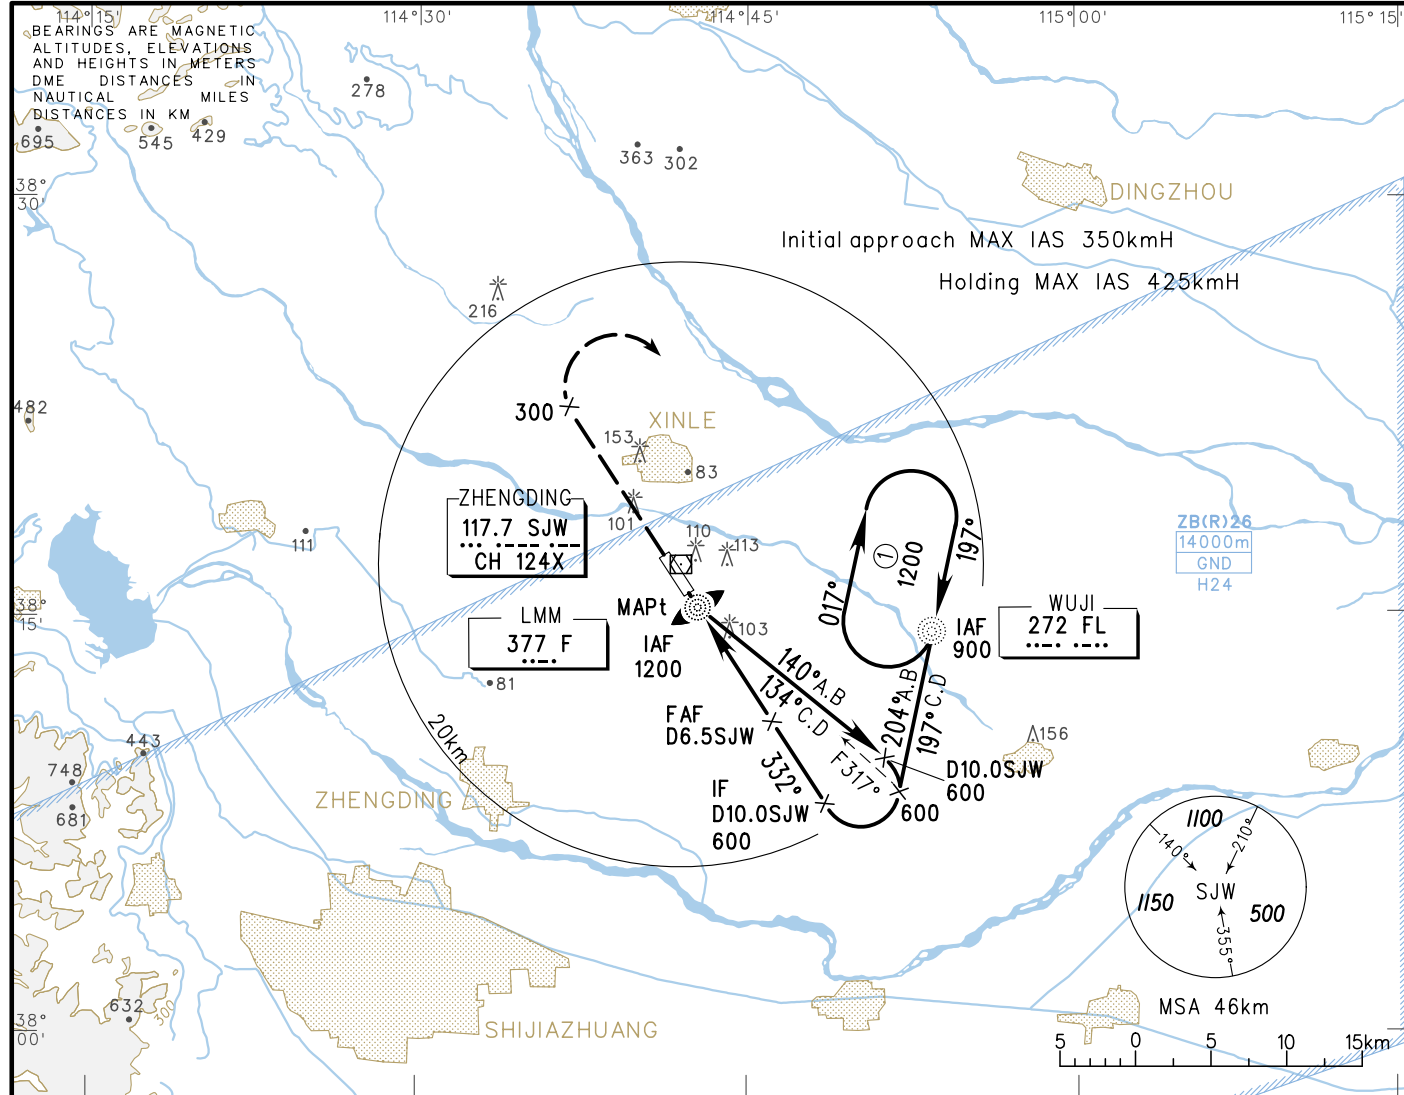 114°15'
114°30'
114°45'
115°00'
115°15'
BEARINGS ARE MAGNETIC
ALTITUDES, ELEVATIONS
AND HEIGHTS IN METERS
DME DISTANCES IN
NAUTICAL MILES
DISTANCES IN KM
278
695
545
429
363
302
38°
30'
DINGZHOU
Initial approach MAX IAS 350kmH
Holding MAX IAS 425kmH
216
482
300
XINLE
153
83
ZHENGDING
117.7 SJW
CH 124X
101
110
113
111
ZB(R)26
14000m
GND
H24
1
1200
197°
017°
38°
15'
MAPt
LMM
377 F
IAF
1200
103
IAF
900
WUJI
272 FL
81
140°A.B
134°C.D
204°A.B
197°C.D
FAF
D6.5SJW
F317°
332°
156
D10.0SJW
600
20km
443
748
681
ZHENGDING
IF
D10.0SJW
600
600
1100
140°
210°
SJW
1150
500
355°
MSA 46km
632
300
38°
00'
SHIJIAZHUANG
5 0 5 10 15km